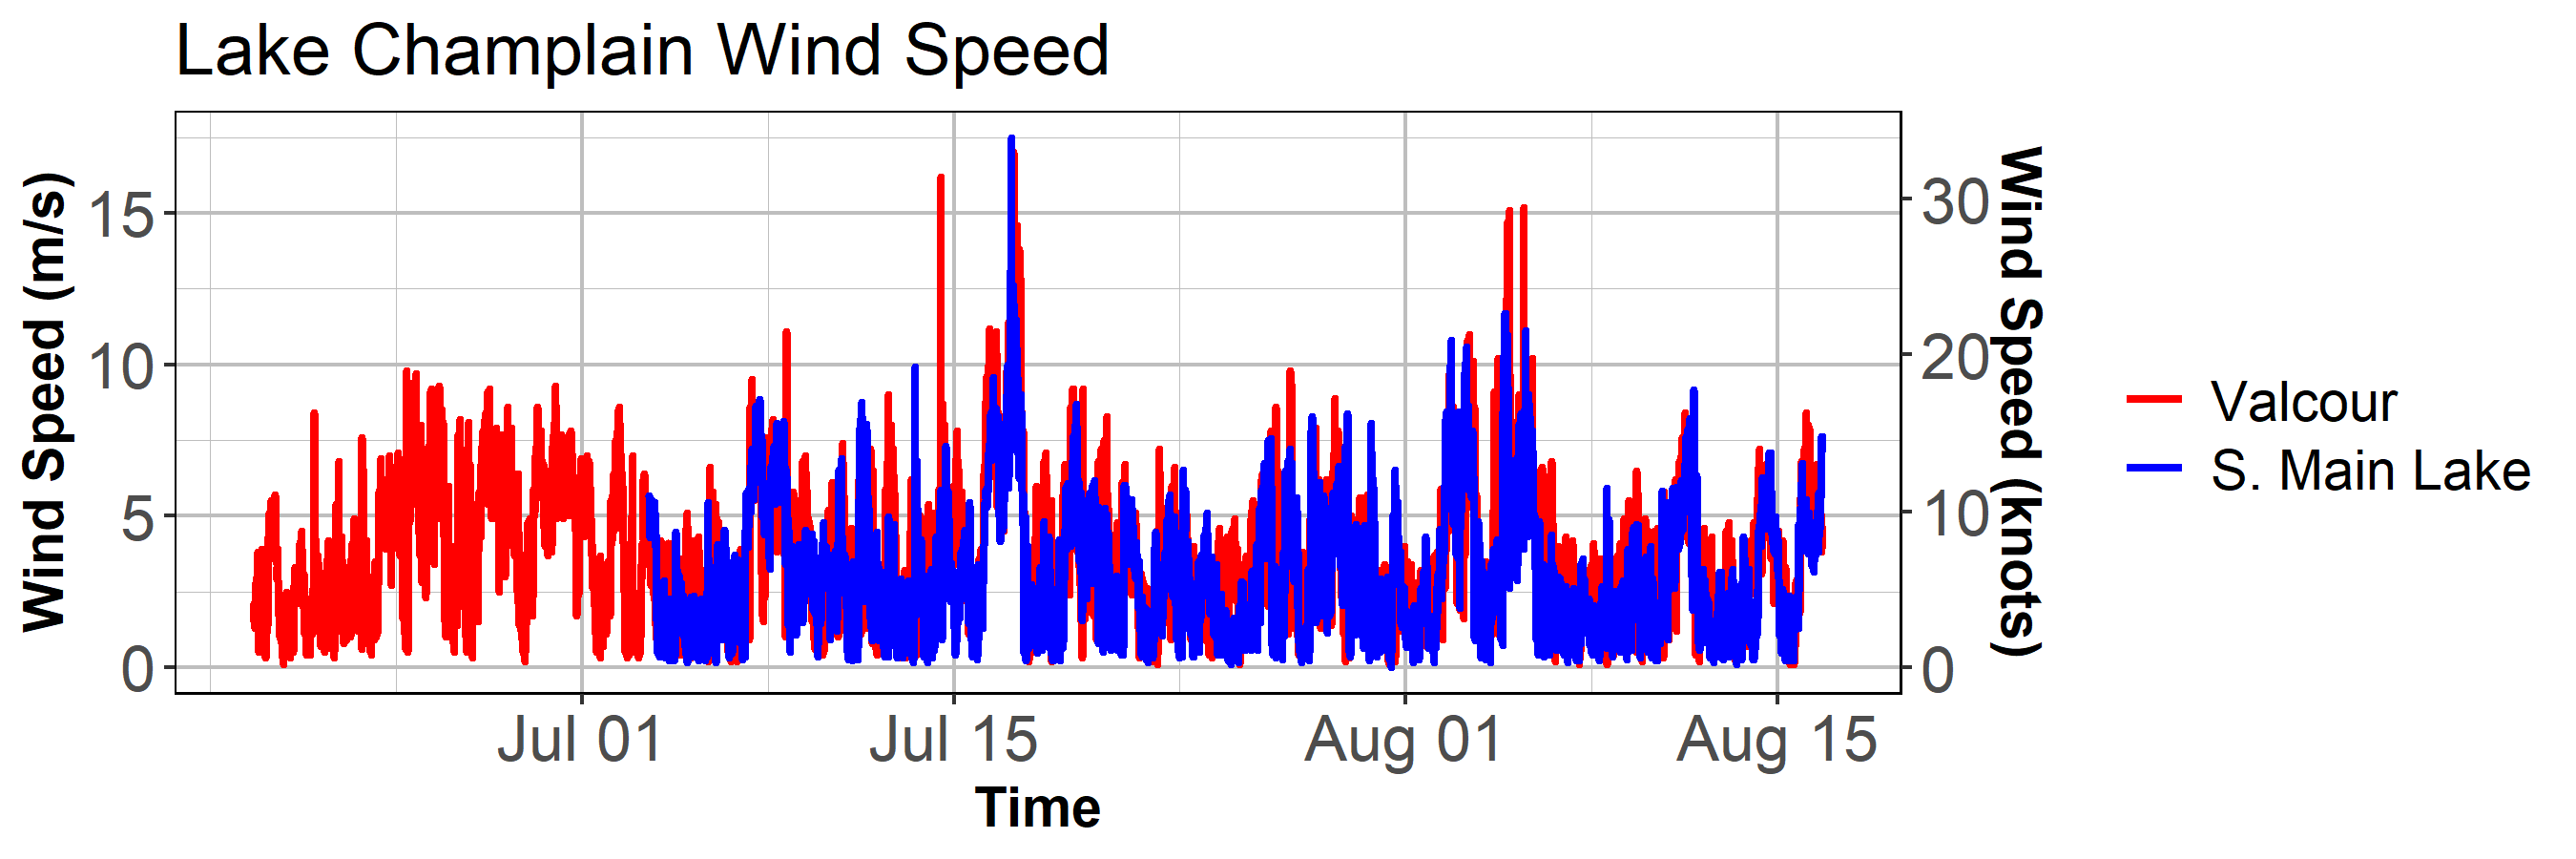 Lake Champlain Wind Speed
Wind Speed (m/s)
15
10
5
0
30
20
10
0
Wind Speed (knots)
Jul 01
Jul 15
Aug 01
Aug 15
Time
Valcour
S. Main Lake